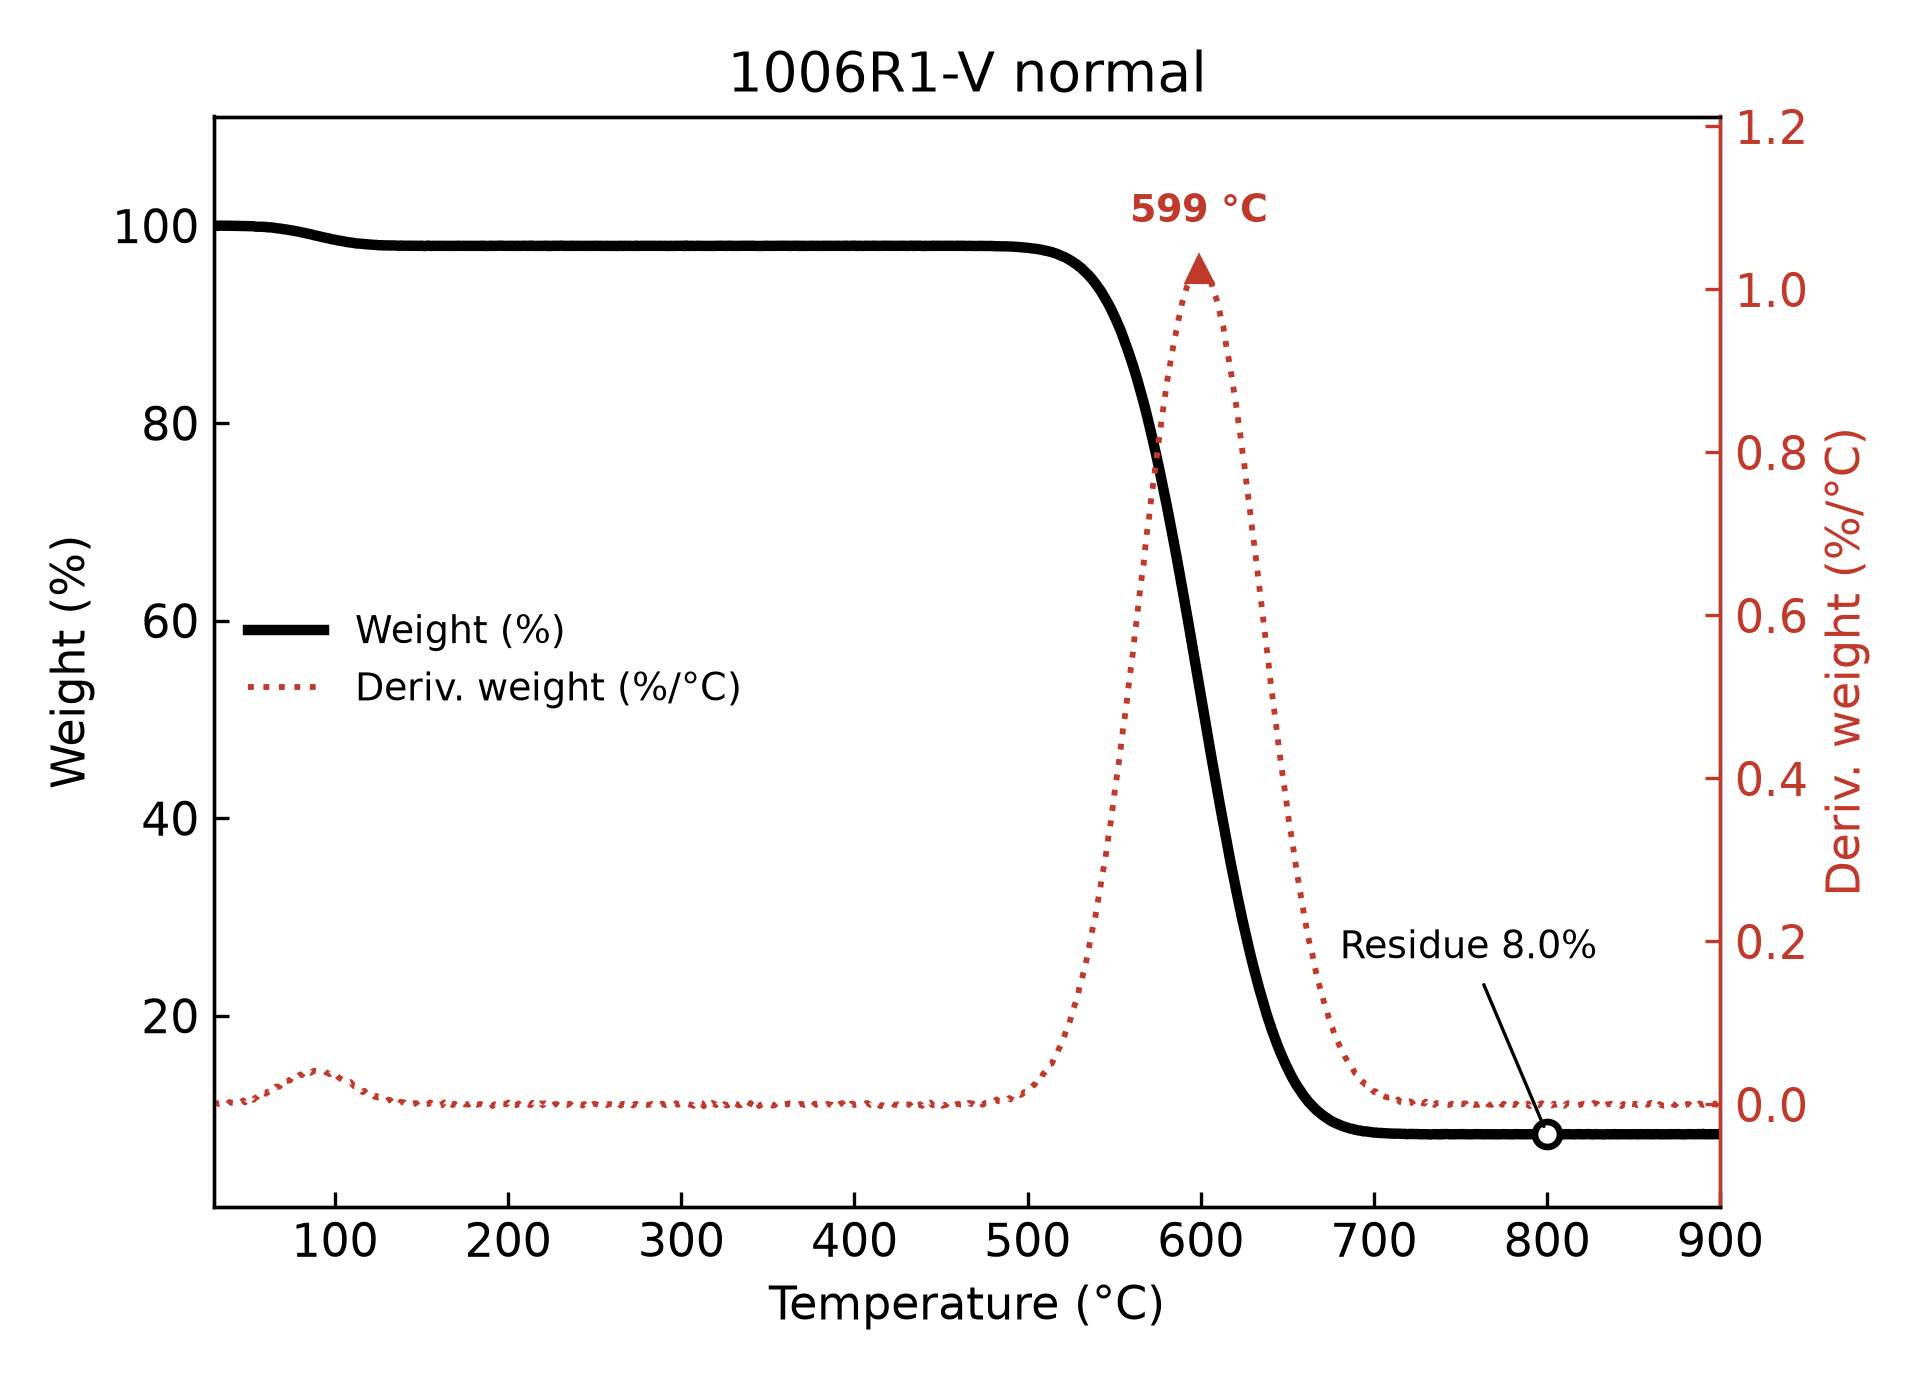 1006R1-V normal
599 °C
Weight (%)
Deriv. weight (%/°C)
Residue 8.0%
100
80
60
40
20
Weight (%)
1.2
1.0
0.8
0.6
0.4
0.2
0.0
Deriv. weight (%/°C)
100 200 300 400 500 600 700 800 900
Temperature (°C)